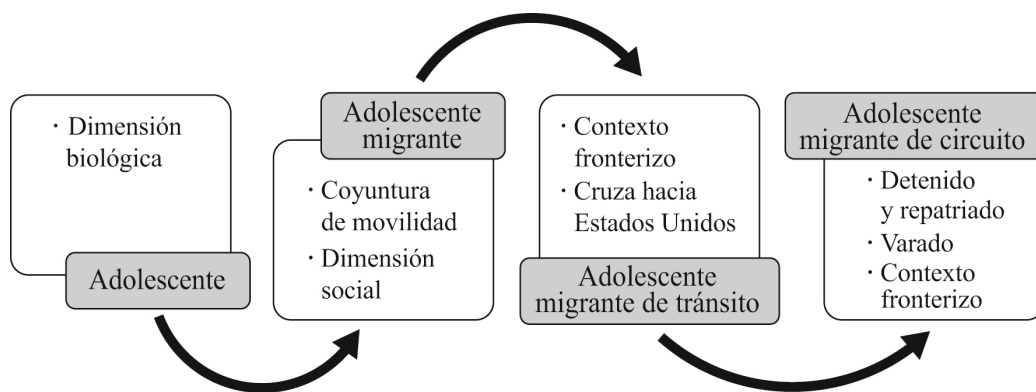 · Dimensión
biológica
Adolescente
Adolescente
migrante
· Coyuntura
de movilidad
· Dimensión
social
· Contexto
fronterizo
· Cruza hacia
Estados Unidos
Adolescente
migrante de tránsito
Adolescente
migrante de circuito
· Detenido
y repatriado
· Varado
· Contexto
fronterizo